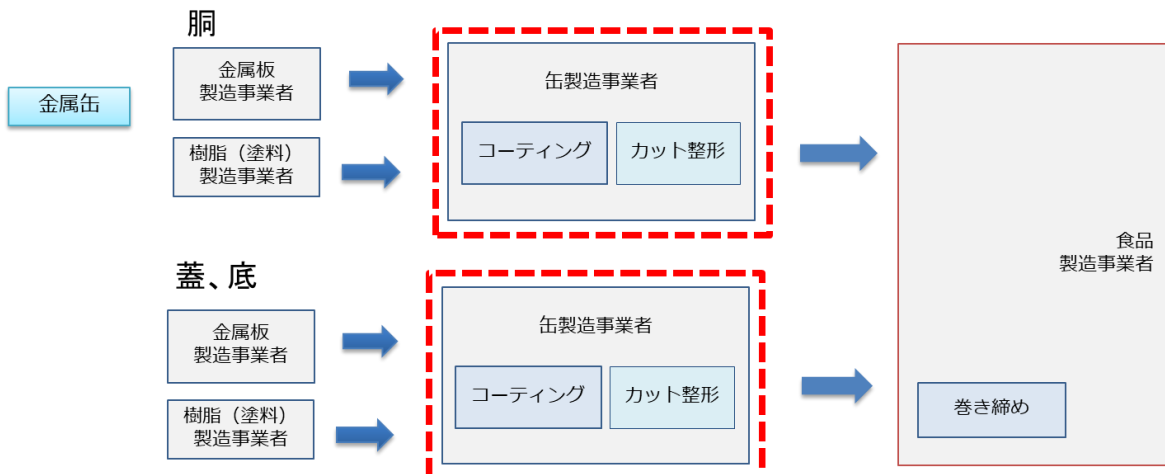 金属缶
胴
金属板
製造事業者
樹脂（塗料）
製造事業者
缶製造事業者
コーティング
カット整形
蓋、底
金属板
製造事業者
樹脂（塗料）
製造事業者
缶製造事業者
コーティング
カット整形
食品
製造事業者
巻き締め